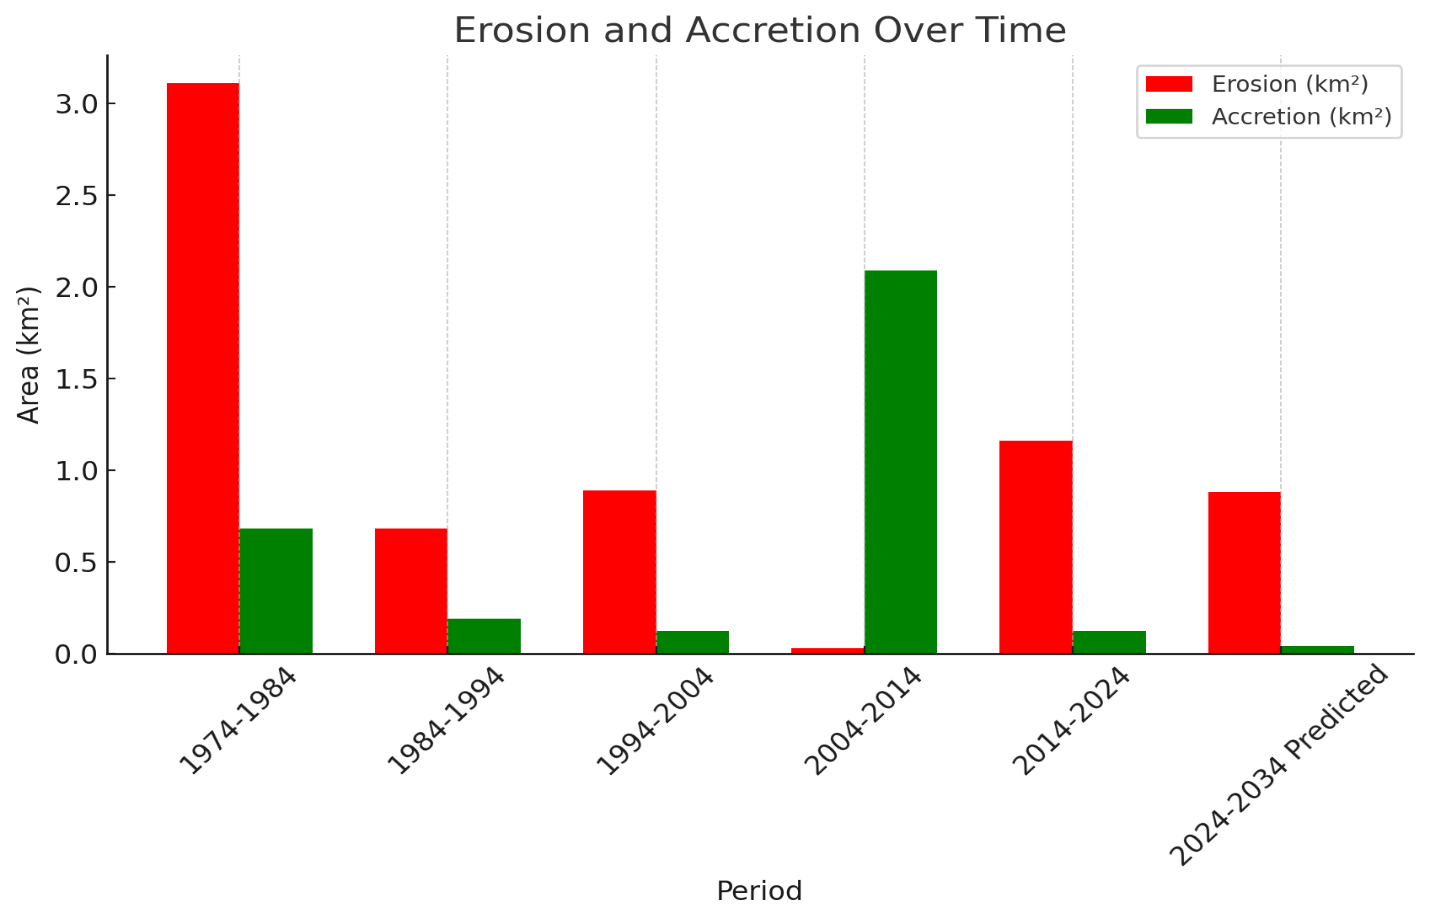 Erosion and Accretion Over Time
Erosion (km²)
Accretion (km²)
Area (km²)
3.0
2.5
2.0
1.5
1.0
0.5
0.0
1974-1984
1984-1994
1994-2004
2004-2014
2014-2024
2024-2034 Predicted
Period